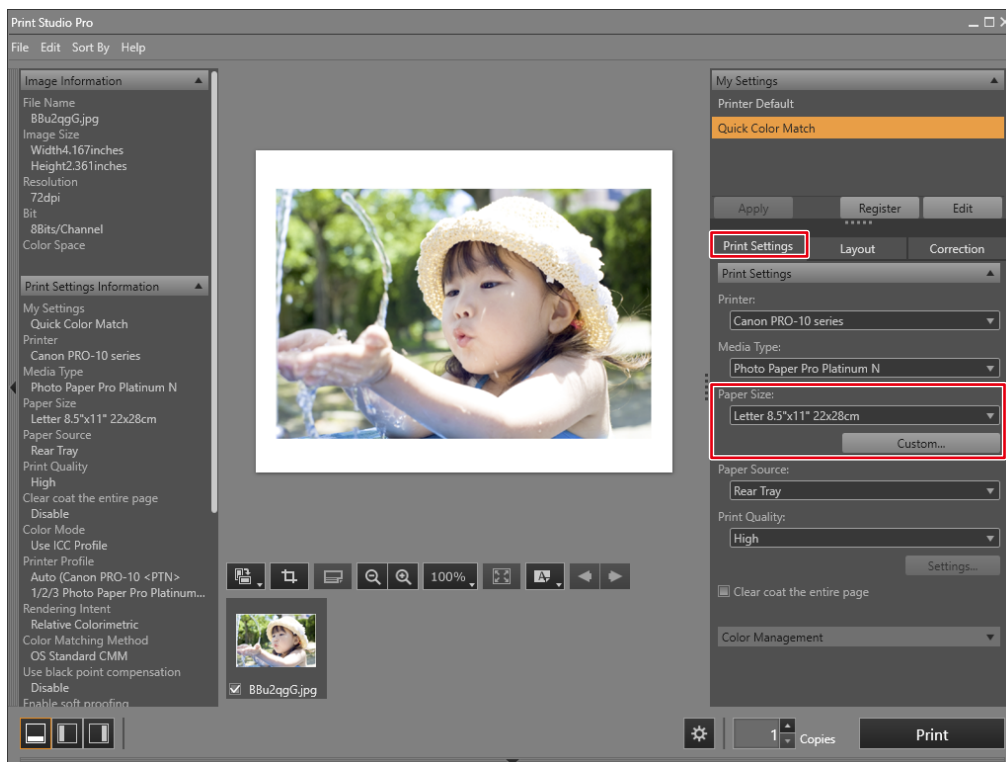 Print Studio Pro
File Edit Sort By Help
Image Information
File Name
BBu2qgG.jpg
Image Size
Width4.167inches
Height2.361inches
Resolution
72dpi
Bit
8Bits/Channel
Color Space
Print Settings Information
My Settings
Quick Color Match
Printer
Canon PRO-10 series
Media Type
Photo Paper Pro Platinum N
Paper Size
Letter 8.5"x11" 22x28cm
Paper Source
Rear Tray
Print Quality
High
Clear coat the entire page
Disable
Color Mode
Use ICC Profile
Printer Profile
Auto (Canon PRO-10 <PTN>
1/2/3 Photo Paper Pro Platinum...
Rendering Intent
Relative Colorimetric
Color Matching Method
OS Standard CMM
Use black point compensation
Disable
Enable soft proofing
100%
A
BBu2qgG.jpg
My Settings
Printer Default
Quick Color Match
Apply Register Edit
Print Settings Layout Correction
Print Settings
Printer:
Canon PRO-10 series
Media Type:
Photo Paper Pro Platinum N
Paper Size:
Letter 8.5"x11" 22x28cm
Custom...
Paper Source:
Rear Tray
Print Quality:
High
Settings...
Clear coat the entire page
Color Management
1 Copies Print